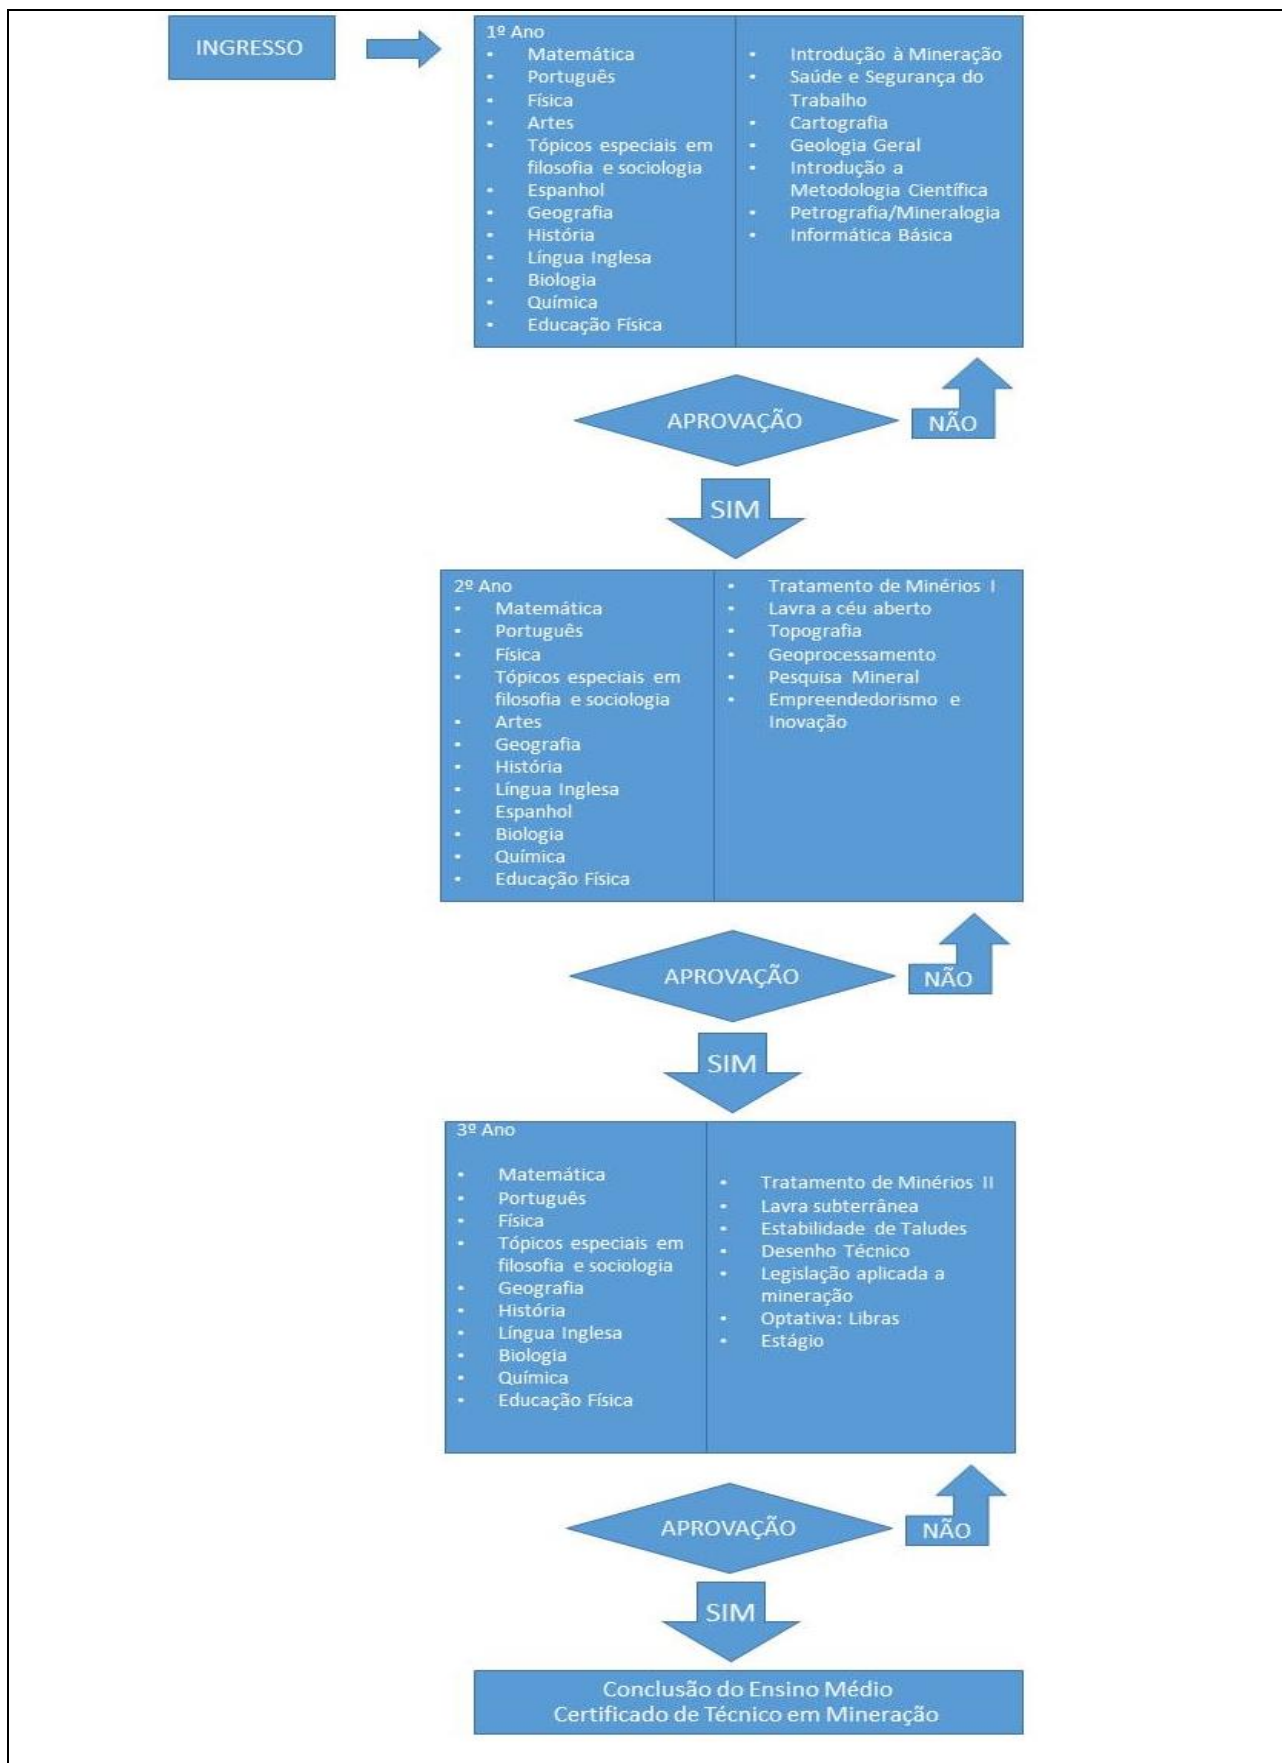 INGRESSO
1º Ano
• Matemática
• Português
• Física
• Artes
• Tópicos especiais em
filosofia e sociologia
• Espanhol
• Geografia
• História
• Língua Inglesa
• Biologia
• Química
• Educação Física
• Introdução à Mineração
• Saúde e Segurança do
Trabalho
• Cartografia
• Geologia Geral
• Introdução a
Metodologia Científica
• Petrografia/Mineralogia
• Informática Básica
APROVAÇÃO
NÃO
SIM
2º Ano
• Matemática
• Português
• Física
• Tópicos especiais em
filosofia e sociologia
• Artes
• Geografia
• História
• Língua Inglesa
• Espanhol
• Biologia
• Química
• Educação Física
• Tratamento de Minérios I
• Lavra a céu aberto
• Topografia
• Geoprocessamento
• Pesquisa Mineral
• Empreendedorismo e
Inovação
APROVAÇÃO
NÃO
SIM
3º Ano
• Matemática
• Português
• Física
• Tópicos especiais em
filosofia e sociologia
• Geografia
• História
• Língua Inglesa
• Biologia
• Química
• Educação Física
• Tratamento de Minérios II
• Lavra subterrânea
• Estabilidade de Taludes
• Desenho Técnico
• Legislação aplicada a
mineração
• Optativa: Libras
• Estágio
APROVAÇÃO
NÃO
SIM
Conclusão do Ensino Médio
Certificado de Técnico em Mineração